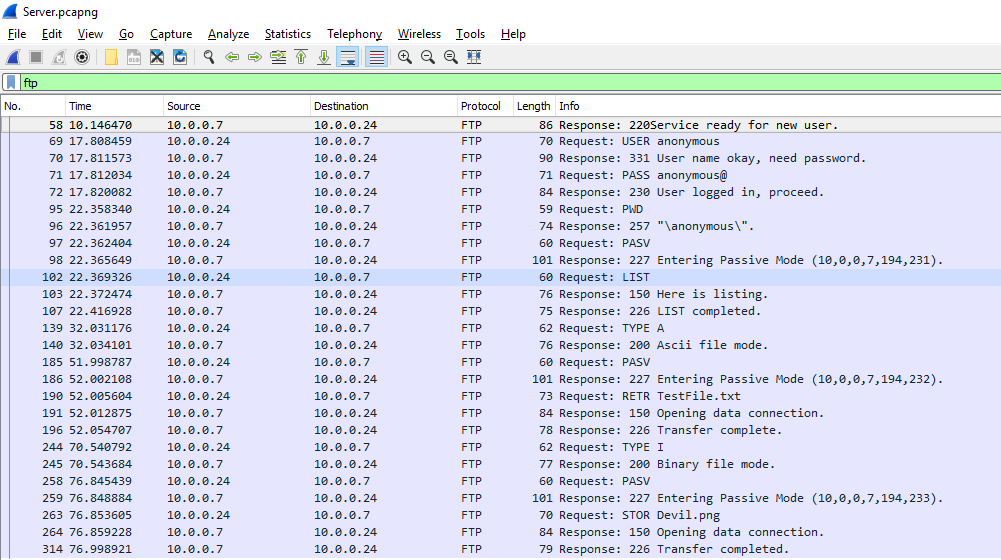 Server.pcapng
File Edit View Go Capture Analyze Statistics Telephony Wireless Tools Help
ftp
No. Time Source Destination Protocol Length Info
58 10.146470 10.0.0.7 10.0.0.24 FTP 86 Response: 220Service ready for new user.
69 17.808459 10.0.0.24 10.0.0.7 FTP 70 Request: USER anonymous
70 17.811573 10.0.0.7 10.0.0.24 FTP 90 Response: 331 User name okay, need password.
71 17.812034 10.0.0.24 10.0.0.7 FTP 71 Request: PASS anonymous@
72 17.820082 10.0.0.7 10.0.0.24 FTP 84 Response: 230 User logged in, proceed.
95 22.358340 10.0.0.24 10.0.0.7 FTP 59 Request: PWD
96 22.361957 10.0.0.7 10.0.0.24 FTP 74 Response: 257 "\anonymous\".
97 22.362404 10.0.0.24 10.0.0.7 FTP 60 Request: PASV
98 22.365649 10.0.0.7 10.0.0.24 FTP 101 Response: 227 Entering Passive Mode (10,0,0,7,194,231).
102 22.369326 10.0.0.24 10.0.0.7 FTP 60 Request: LIST
103 22.372474 10.0.0.7 10.0.0.24 FTP 76 Response: 150 Here is listing.
107 22.416928 10.0.0.7 10.0.0.24 FTP 75 Response: 226 LIST completed.
139 32.031176 10.0.0.24 10.0.0.7 FTP 62 Request: TYPE A
140 32.034101 10.0.0.7 10.0.0.24 FTP 76 Response: 200 Ascii file mode.
185 51.998787 10.0.0.24 10.0.0.7 FTP 60 Request: PASV
186 52.002108 10.0.0.7 10.0.0.24 FTP 101 Response: 227 Entering Passive Mode (10,0,0,7,194,232).
190 52.005604 10.0.0.24 10.0.0.7 FTP 73 Request: RETR TestFile.txt
191 52.012875 10.0.0.7 10.0.0.24 FTP 84 Response: 150 Opening data connection.
196 52.054707 10.0.0.7 10.0.0.24 FTP 78 Response: 226 Transfer complete.
244 70.540792 10.0.0.24 10.0.0.7 FTP 62 Request: TYPE I
245 70.543684 10.0.0.7 10.0.0.24 FTP 77 Response: 200 Binary file mode.
258 76.845439 10.0.0.24 10.0.0.7 FTP 60 Request: PASV
259 76.848884 10.0.0.7 10.0.0.24 FTP 101 Response: 227 Entering Passive Mode (10,0,0,7,194,233).
263 76.853605 10.0.0.24 10.0.0.7 FTP 70 Request: STOR Devil.png
264 76.859228 10.0.0.7 10.0.0.24 FTP 84 Response: 150 Opening data connection.
314 76.998921 10.0.0.7 10.0.0.24 FTP 79 Response: 226 Transfer completed.